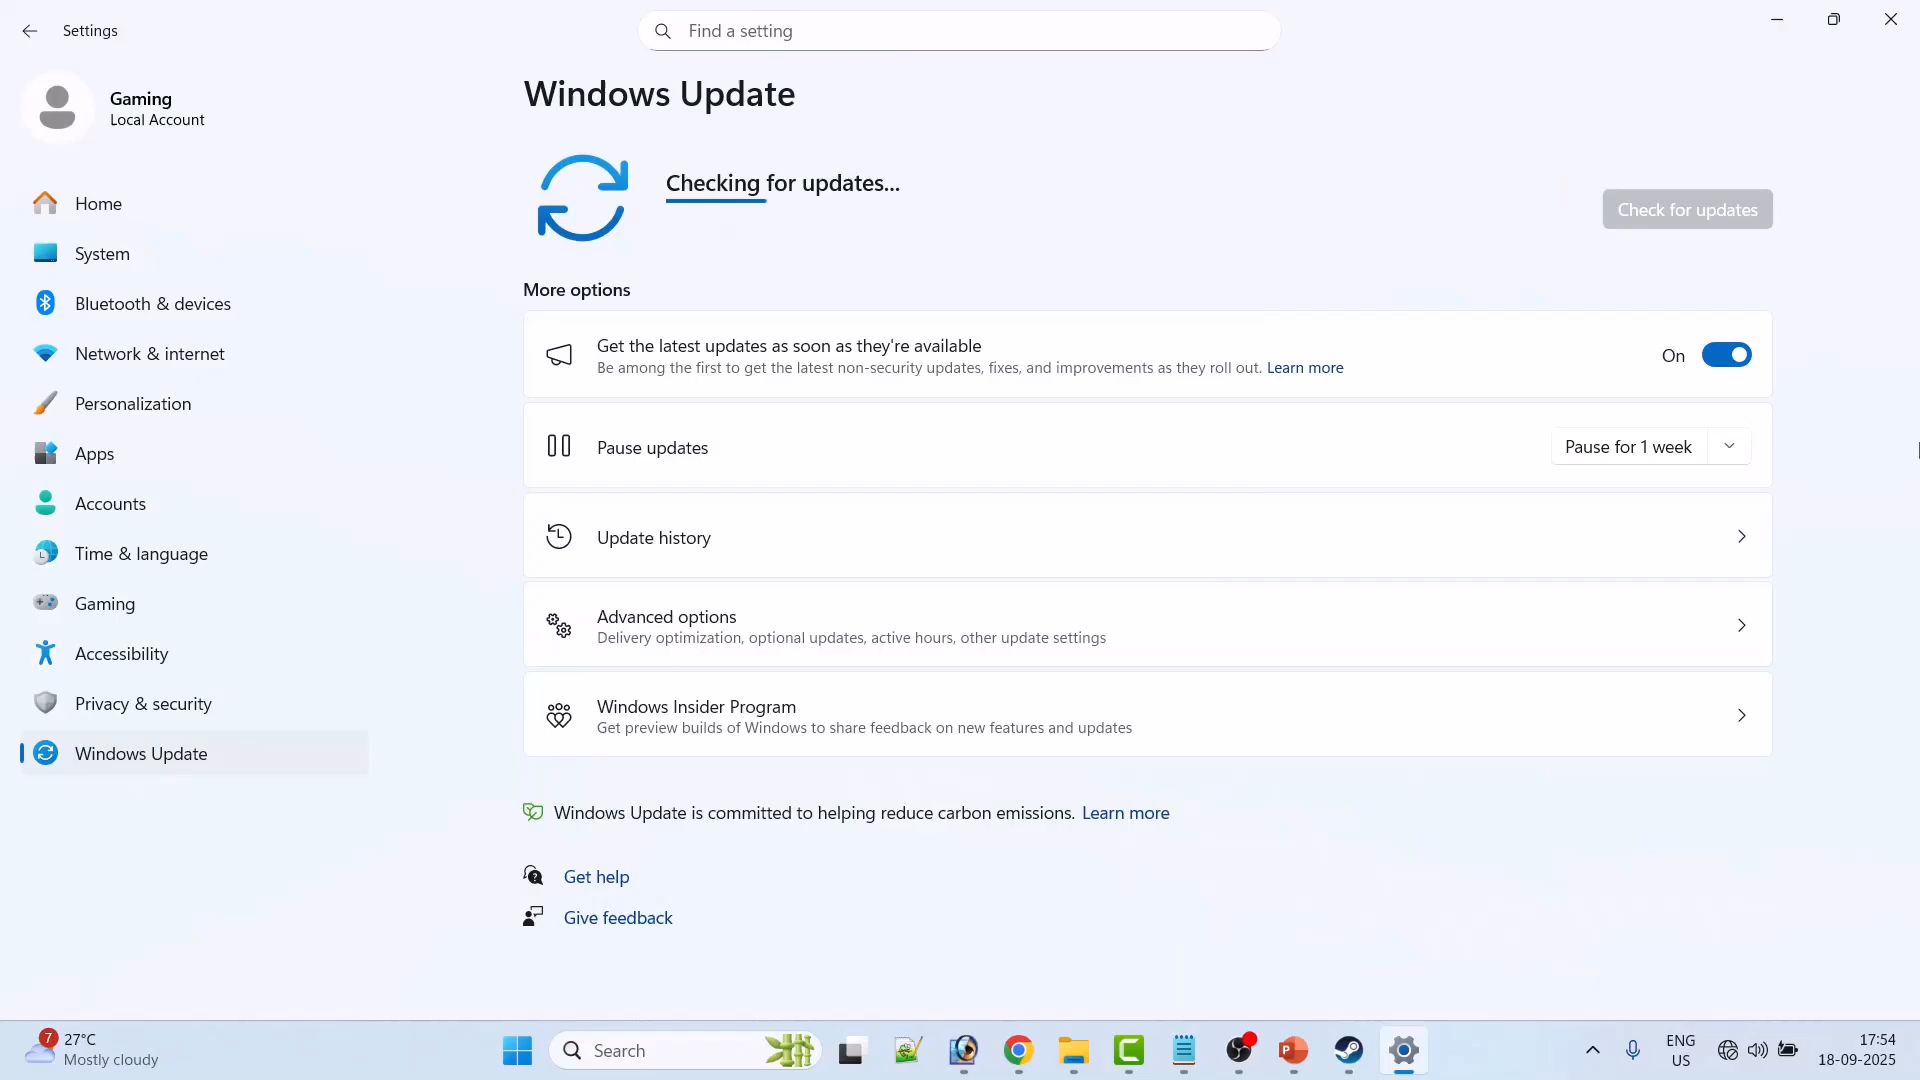 Settings
Find a setting
Gaming
Local Account
Home
System
Bluetooth & devices
Network & internet
Personalization
Apps
Accounts
Time & language
Gaming
Accessibility
Privacy & security
Windows Update
Windows Update
Checking for updates...
Check for updates
More options
Get the latest updates as soon as they're available
Be among the first to get the latest non-security updates, fixes, and improvements as they roll out. Learn more
On
Pause updates
Pause for 1 week
Update history
Advanced options
Delivery optimization, optional updates, active hours, other update settings
Windows Insider Program
Get preview builds of Windows to share feedback on new features and updates
Windows Update is committed to helping reduce carbon emissions. Learn more
Get help
Give feedback
7
27°C
Mostly cloudy
Search
ENG
US
17:54
18-09-2025